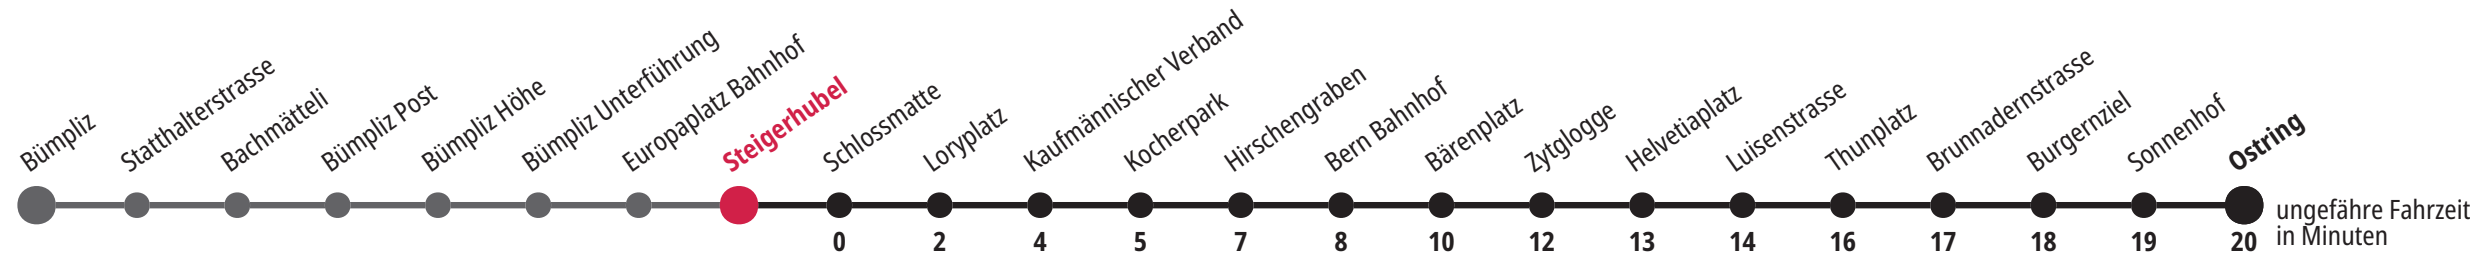 Bümpliz
Statthalterstrasse
Bachmätteli
Bümpliz Post
Bümpliz Höhe
Bümpliz Unterführung
Europaplatz Bahnhof
Steigerhubel
Schlossmatte
Loryplatz
Kaufmännischer Verband
Kocherpark
Hirschengraben
Bern Bahnhof
Bärenplatz
Zytglogge
Helvetiaplatz
Luisenstrasse
Thunplatz
Brunnadernstrasse
Burgernziel
Sonnenhof
Ostring
0 2 4 5 7 8 10 12 13 14 16 17 18 19 20
ungefähre Fahrzeit
in Minuten